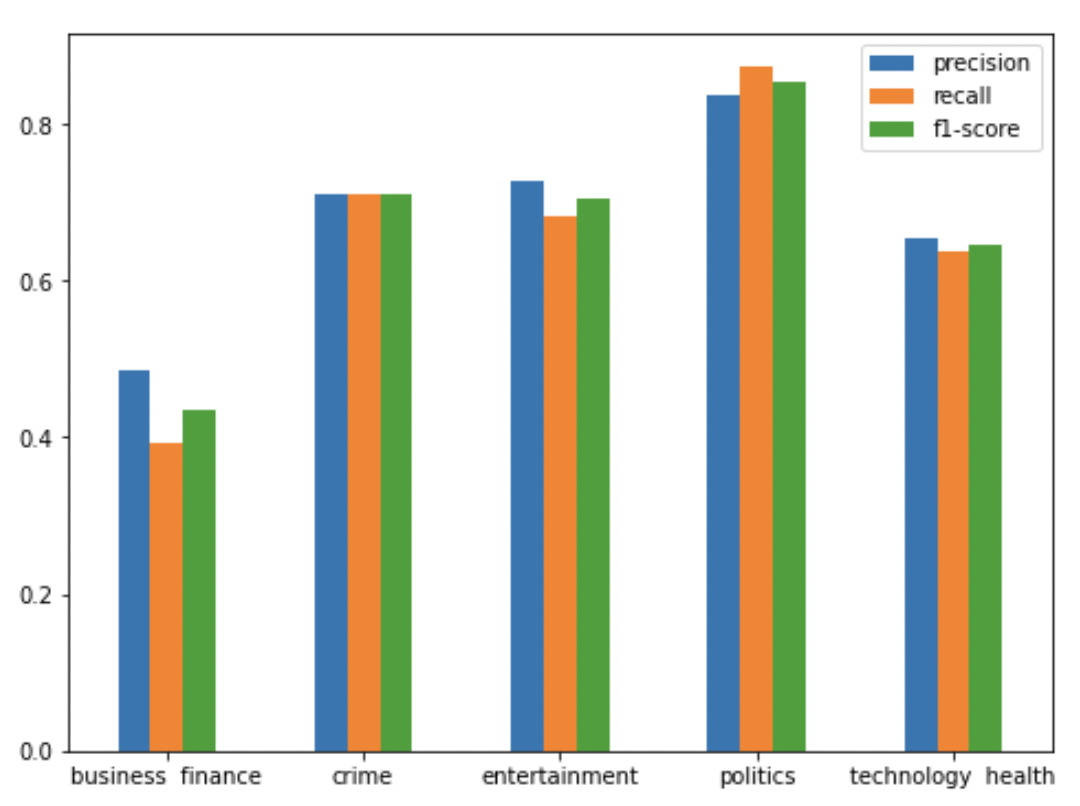 precision
recall
f1-score
0.8
0.6
0.4
0.2
0.0
business finance
crime
entertainment
politics
technology health